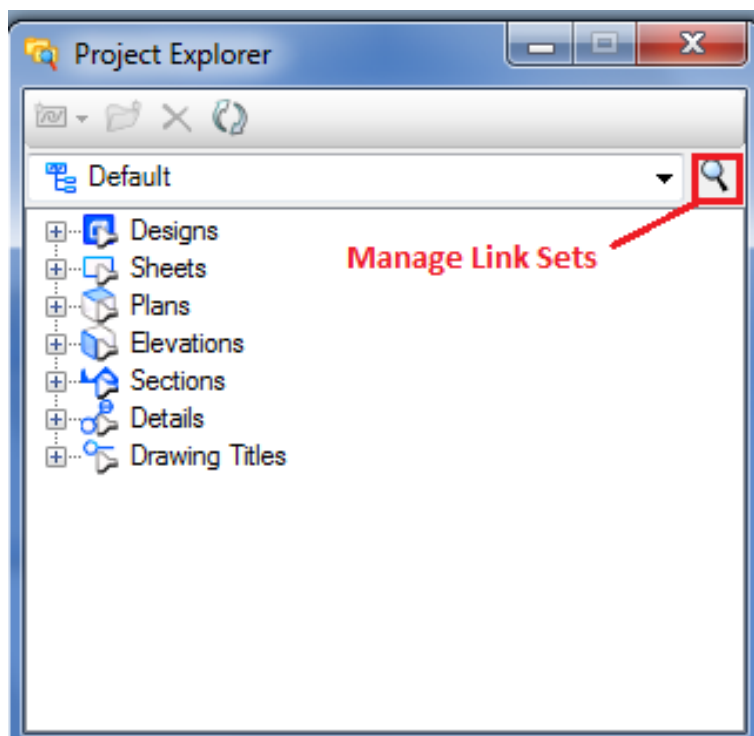 Project Explorer
Default
Designs
Manage Link Sets
Sheets
Plans
Elevations
Sections
Details
Drawing Titles